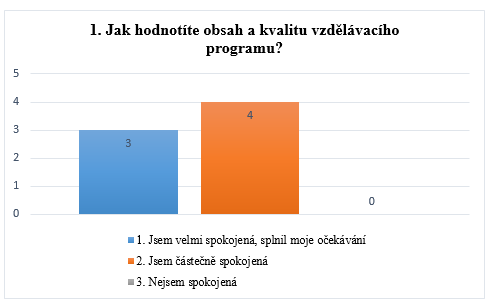 1. Jak hodnotíte obsah a kvalitu vzdělávacího
programu?
5
4
3
2
1
0
3
4
0
1. Jsem velmi spokojená, splnil moje očekávání
2. Jsem částečně spokojená
3. Nejsem spokojená